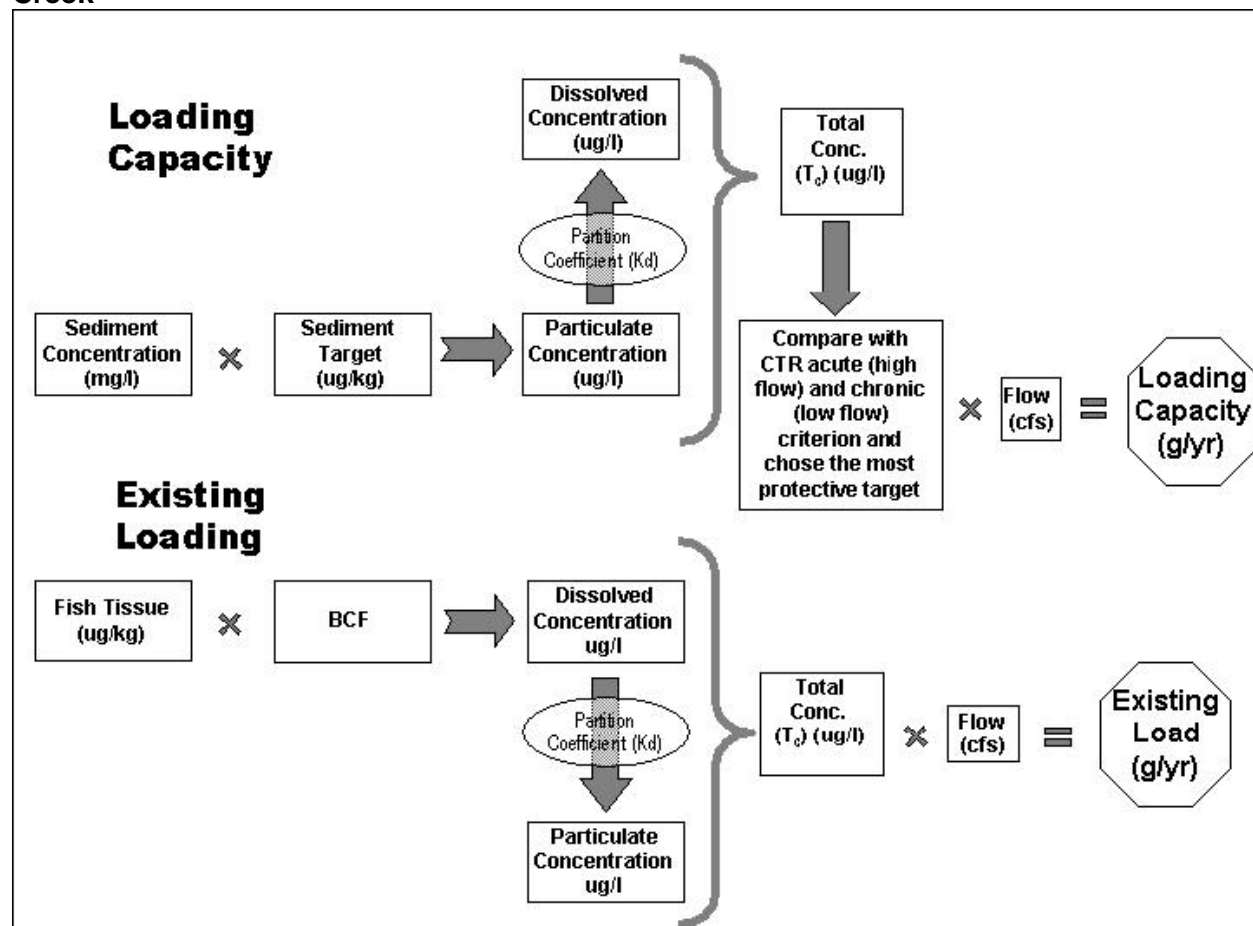 Creek
Loading
Capacity
Dissolved
Concentration
(ug/l)
Total
Conc.
(Tc) (ug/l)
Partition
Coefficient (Kd)
Sediment
Concentration
(mg/l)
×
Sediment
Target
(ug/kg)
Particulate
Concentration
(ug/l)
Compare with
CTR acute (high
flow) and chronic
(low flow)
criterion and
chose the most
protective target
×
Flow
(cfs)
=
Loading
Capacity
(g/yr)
Existing
Loading
Fish Tissue
(ug/kg)
×
BCF
Dissolved
Concentration
ug/l
Partition
Coefficient (Kd)
Particulate
Concentration
ug/l
Total
Conc.
(Tc) (ug/l)
×
Flow
(cfs)
=
Existing
Load
(g/yr)